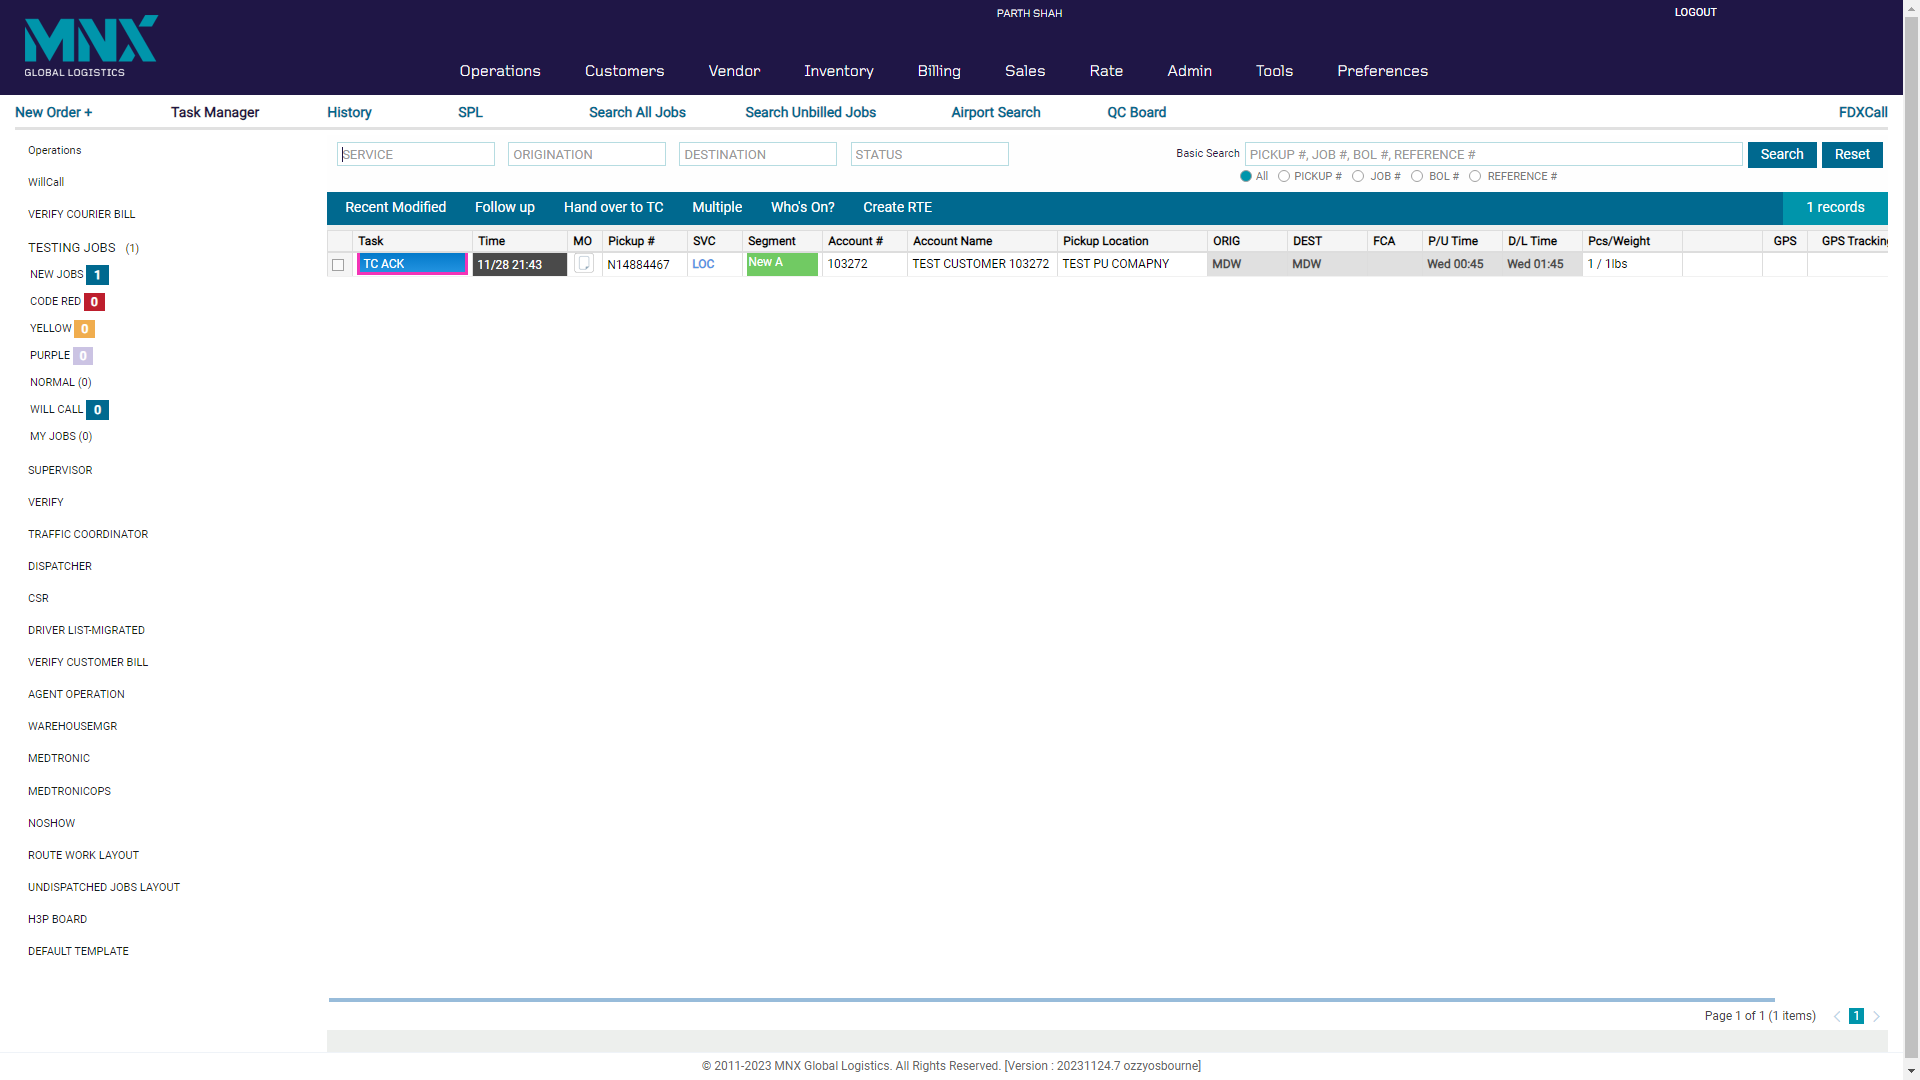 PARTH SHAH
LOGOUT
MNX
GLOBAL LOGISTICS
Operations Customers Vendor Inventory Billing Sales Rate Admin Tools Preferences
New Order + Task Manager History SPL Search All Jobs Search Unbilled Jobs Airport Search QC Board FDXCall
SERVICE ORIGINATION DESTINATION STATUS Basic Search PICKUP #, JOB #, BOL #, REFERENCE # Search Reset
All PICKUP # JOB # BOL # REFERENCE #
Recent Modified Follow up Hand over to TC Multiple Who's On? Create RTE 1 records
Task Time MO Pickup # SVC Segment Account # Account Name Pickup Location ORIG DEST FCA P/U Time D/L Time Pcs/Weight GPS GPS Tracking
TC ACK 11/28 21:43 N14884467 LOC New A 103272 TEST CUSTOMER 103272 TEST PU COMAPNY MDW MDW Wed 00:45 Wed 01:45 1 / 1lbs
Operations
WillCall
VERIFY COURIER BILL
TESTING JOBS (1)
NEW JOBS 1
CODE RED 0
YELLOW 0
PURPLE 0
NORMAL (0)
WILL CALL 0
MY JOBS (0)
SUPERVISOR
VERIFY
TRAFFIC COORDINATOR
DISPATCHER
CSR
DRIVER LIST-MIGRATED
VERIFY CUSTOMER BILL
AGENT OPERATION
WAREHOUSEMGR
MEDTRONIC
MEDTRONICOPS
NOSHOW
ROUTE WORK LAYOUT
UNDISPATCHED JOBS LAYOUT
H3P BOARD
DEFAULT TEMPLATE
Page 1 of 1 (1 items) 1
© 2011-2023 MNX Global Logistics. All Rights Reserved. [Version : 20231124.7 ozzyosbourne]